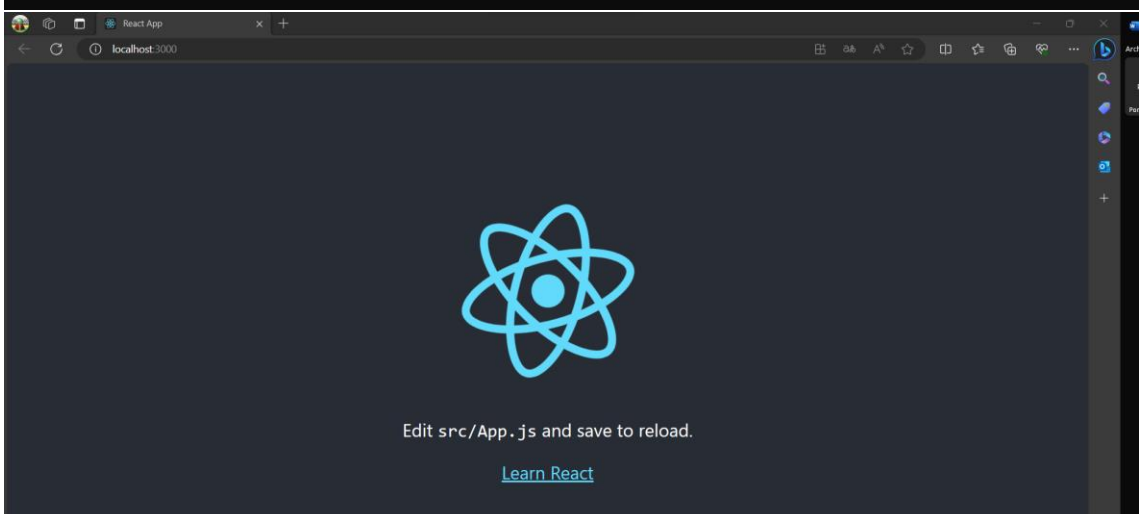 React App
localhost:3000
Edit src/App.js and save to reload.
Learn React